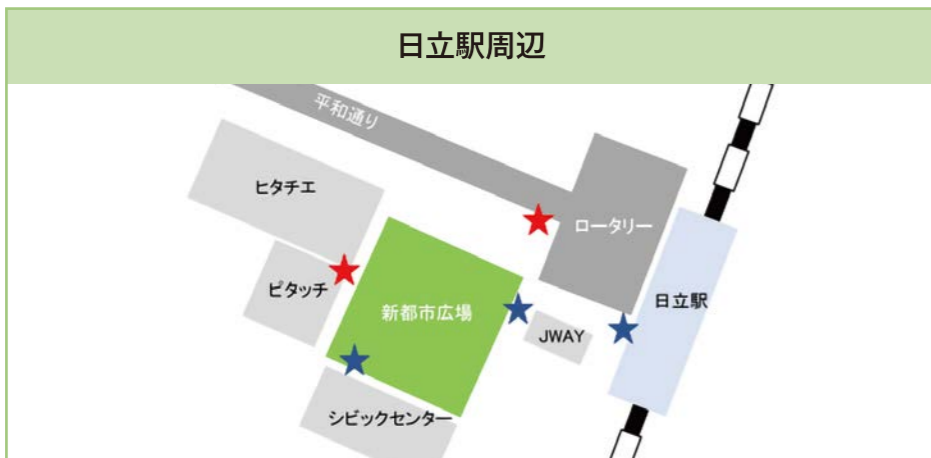 日立駅周辺
平和通り
ヒタチエ
ロータリー
ピタッチ
日立駅
新都市広場
JWAY
シビックセンター